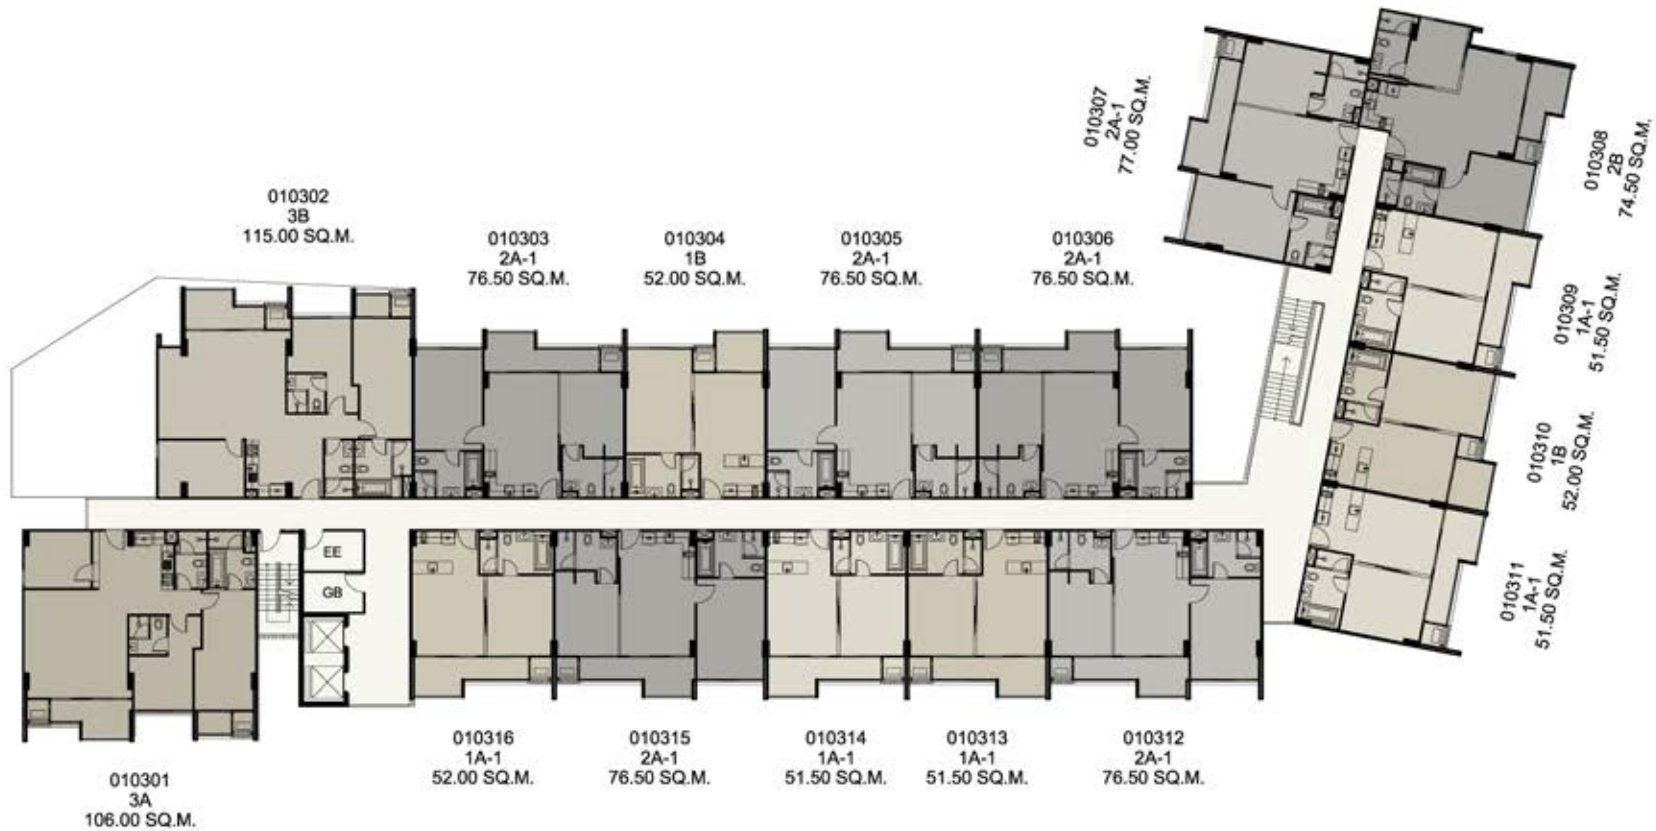 010302
3B
115.00 SQ.M.
010303
2A-1
76.50 SQ.M.
010304
1B
52.00 SQ.M.
010305
2A-1
76.50 SQ.M.
010306
2A-1
76.50 SQ.M.
010307
2A-1
77.00 SQ.M.
010308
2B
74.50 SQ.M.
010309
1A-1
51.50 SQ.M.
010310
1B
52.00 SQ.M.
010311
1A-1
51.50 SQ.M.
EE
GB
010301
3A
106.00 SQ.M.
010316
1A-1
52.00 SQ.M.
010315
2A-1
76.50 SQ.M.
010314
1A-1
51.50 SQ.M.
010313
1A-1
51.50 SQ.M.
010312
2A-1
76.50 SQ.M.